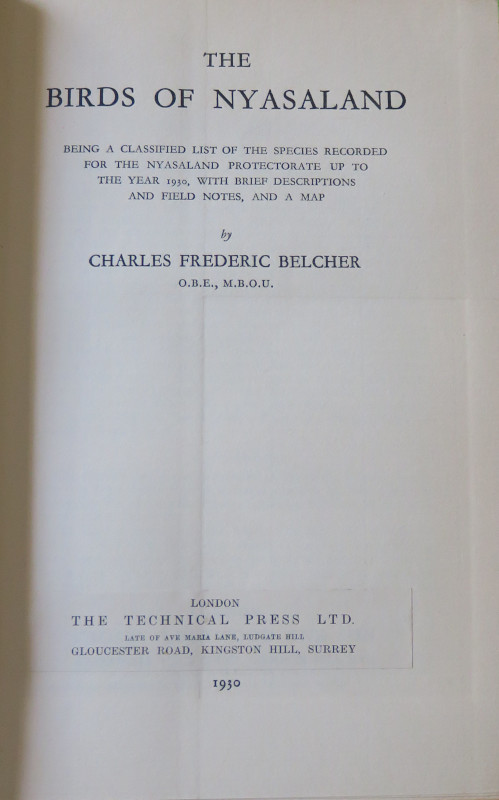 THE
BIRDS OF NYASALAND
BEING A CLASSIFIED LIST OF THE SPECIES RECORDED
FOR THE NYASALAND PROTECTORATE UP TO
THE YEAR 1930, WITH BRIEF DESCRIPTIONS
AND FIELD NOTES, AND A MAP
by
CHARLES FREDERIC BELCHER
O.B.E., M.B.O.U.
LONDON
THE TECHNICAL PRESS LTD.
LATE OF AVE MARIA LANE, LUDGATE HILL
GLOUCESTER ROAD, KINGSTON HILL, SURREY
1930